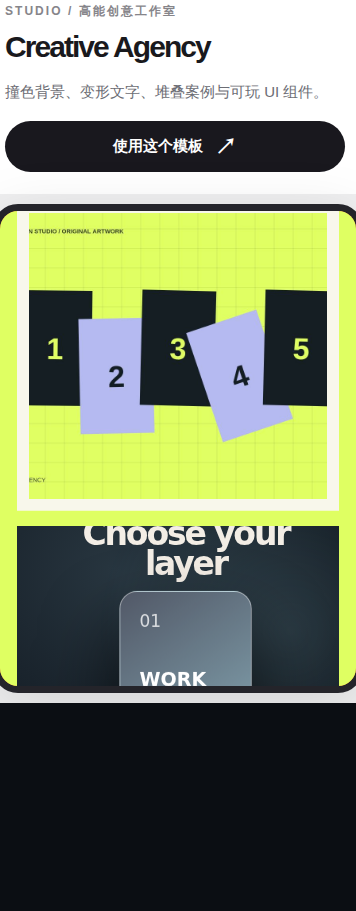 STUDIO / 高能创意工作室
Creative Agency
撞色背景、变形文字、堆叠案例与可玩 UI 组件。
使用这个模板 ↗
N STUDIO / ORIGINAL ARTWORK
1
2
3
4
5
ENCY
Choose your
layer
01
WORK